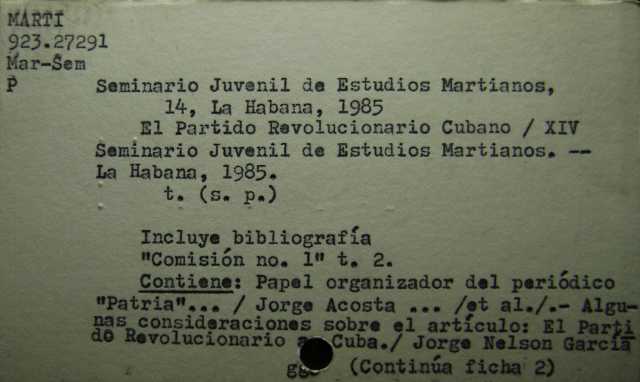 MARTÍ
923.27291
Mar-Sem
P
Seminario Juvenil de Estudios Martianos,
14, La Habana, 1985
El Partido Revolucionario Cubano / XIV
Seminario Juvenil de Estudios Martianos. --
La Habana, 1985.
t. (s. p.)
Incluye bibliografía
"Comisión no. 1" t. 2.
Contiene: Papel organizador del periódico
"Patria"... / Jorge Acosta ... /et al./.- Algu-
nas consideraciones sobre el artículo: El Parti
do Revolucionario Cuba./ Jorge Nelson García
(Continúa ficha 2)